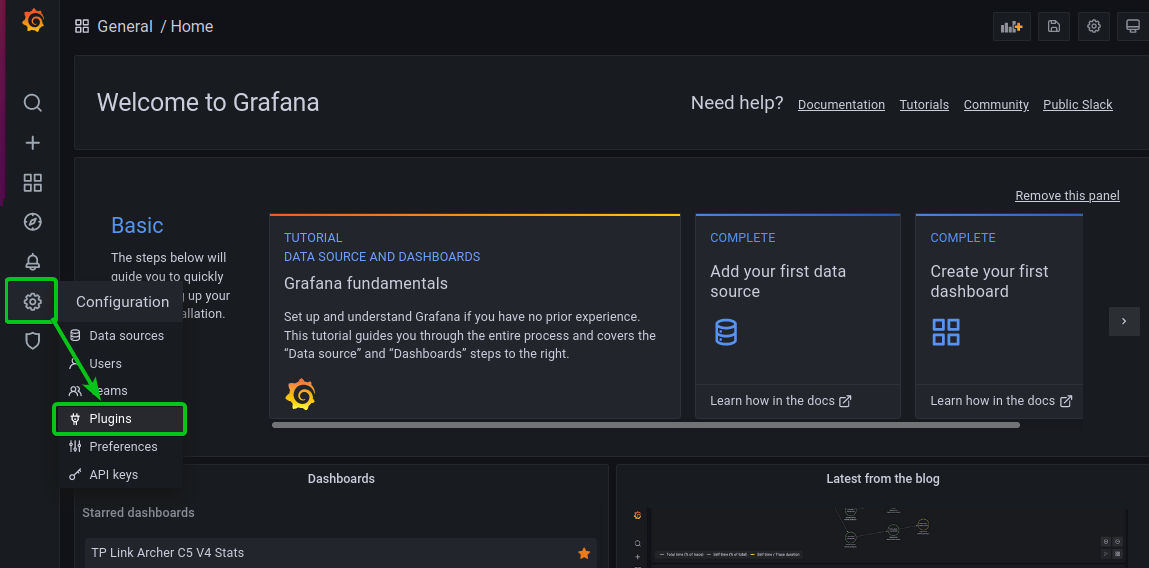 General / Home
Welcome to Grafana
Need help? Documentation Tutorials Community Public Slack
Remove this panel
Basic
The steps below will
guide you to quickly
up your
allation.
TUTORIAL
DATA SOURCE AND DASHBOARDS
Grafana fundamentals
Set up and understand Grafana if you have no prior experience.
This tutorial guides you through the entire process and covers the
“Data source” and “Dashboards” steps to the right.
COMPLETE
Add your first data
source
Learn how in the docs
COMPLETE
Create your first
dashboard
Learn how in the docs
Configuration
Data sources
Users
Teams
Plugins
Preferences
API keys
Dashboards
Starred dashboards
TP Link Archer C5 V4 Stats
Latest from the blog